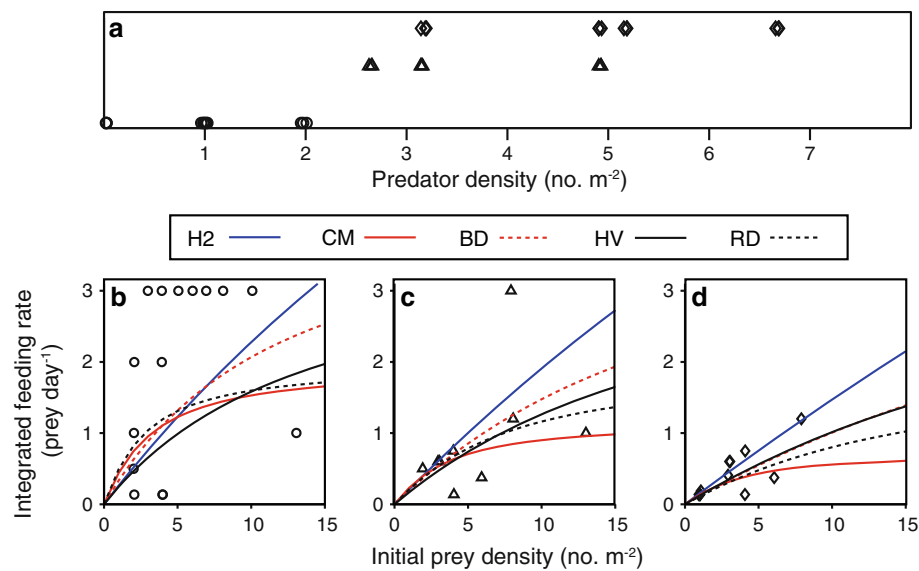 a
1 2 3 4 5 6 7
Predator density (no. m-2)
H2 CM BD HV RD
b c d
3 3 3
2 2 2
1 1 1
0 0 0
0 5 10 15 0 5 10 15 0 5 10 15
Integrated feeding rate
(prey day-1)
Initial prey density (no. m-2)